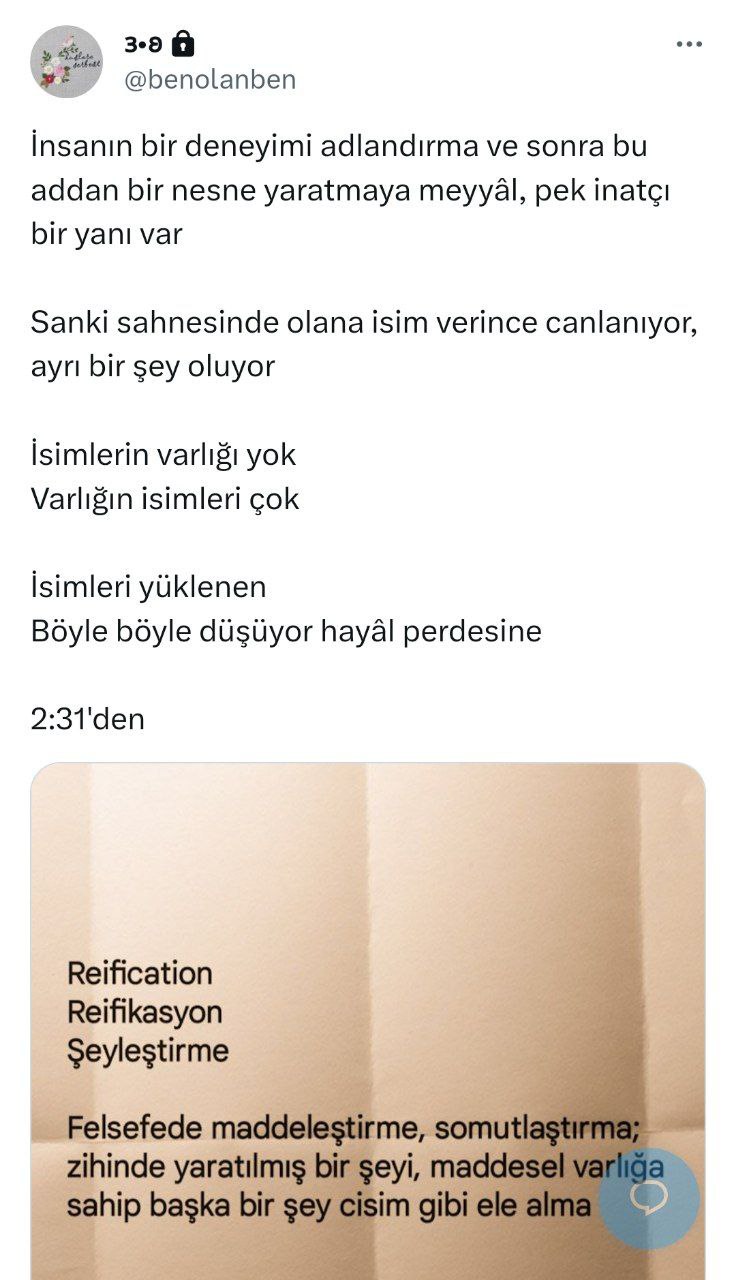 3•9
@benolanben
İnsanın bir deneyimi adlandırma ve sonra bu
addan bir nesne yaratmaya meyyâl, pek inatçı
bir yanı var
Sanki sahnesinde olana isim verince canlanıyor,
ayrı bir şey oluyor
İsimlerin varlığı yok
Varlığın isimleri çok
İsimleri yüklenen
Böyle böyle düşüyor hayâl perdesine
2:31'den
Reification
Reifikasyon
Şeyleştirme
Felsefede maddeleştirme, somutlaştırma;
zihinde yaratılmış bir şeyi, maddesel varlığa
sahip başka bir şey cisim gibi ele alma